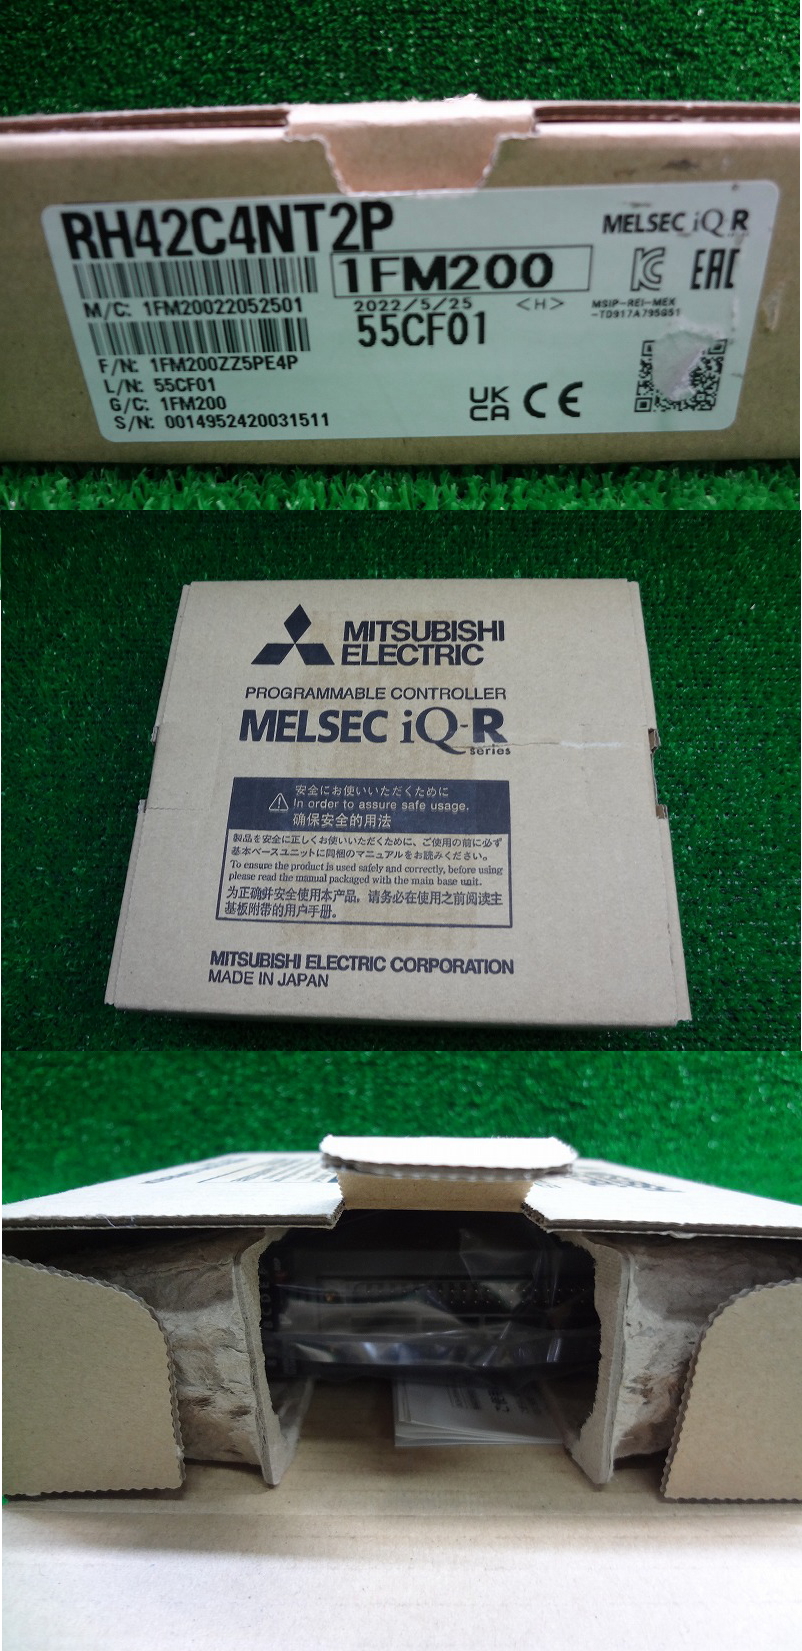 RH42C4NT2P
MELSEC iQ-R
1FM200
M/C: 1FM20022052501
2022/5/25 <H>
MSIP-REI-MEK
-TD917A795G51
EAC
55CF01
F/N: 1FM200ZZ5PE4P
L/N: 55CF01
G/C: 1FM200
S/N: 0014952420031511
UK
CA CE
MITSUBISHI
ELECTRIC
PROGRAMMABLE CONTROLLER
MELSEC iQ-R
series
安全にお使いいただくために
In order to assure safe usage.
确保安全的用法
製品を安全に正しくお使いいただくために、ご使用の前に必ず
基本ベースユニットに同梱のマニュアルをお読みください。
To ensure the product is used safely and correctly, before using
please read the manual packaged with the main base unit.
为正确并安全使用本产品，请务必在使用之前阅读主
基板附带的用户手册。
MITSUBISHI ELECTRIC CORPORATION
MADE IN JAPAN